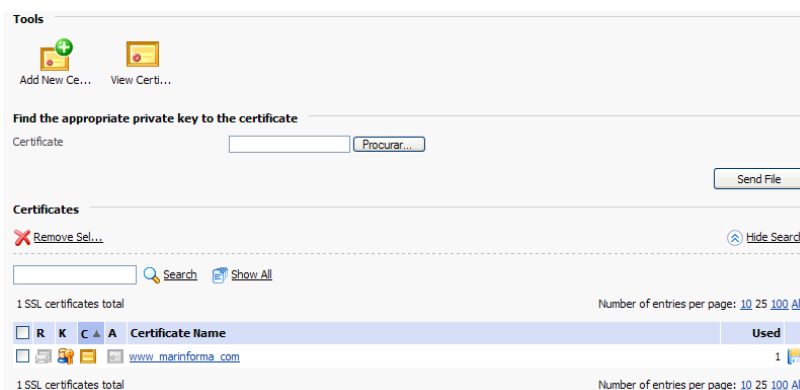 Tools
Add New Ce... View Certi...
Find the appropriate private key to the certificate
Certificate Procurar...
Send File
Certificates
Remove Sel... Hide Search
Search Show All
1 SSL certificates total Number of entries per page: 10 25 100 Al
R K C A Certificate Name Used
www_marinforma_com 1
1 SSL certificates total Number of entries per page: 10 25 100 Al